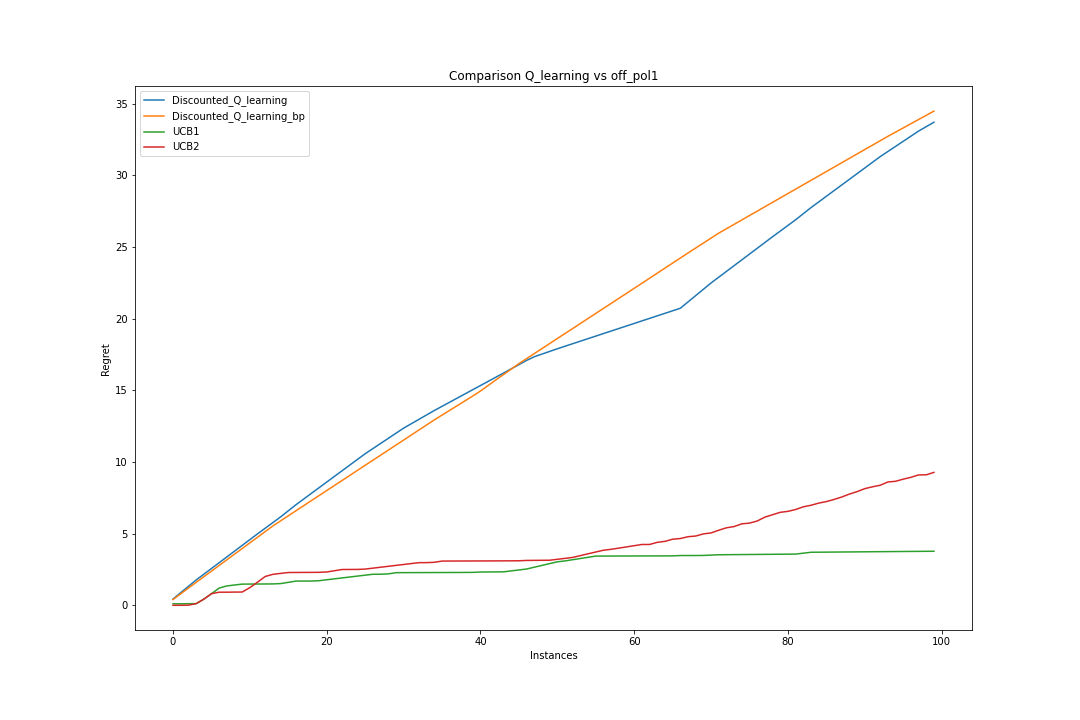 Comparison Q_learning vs off_pol1
Discounted_Q_learning
Discounted_Q_learning_bp
UCB1
UCB2
35
30
25
20
15
10
5
0
Regret
0 20 40 60 80 100
Instances